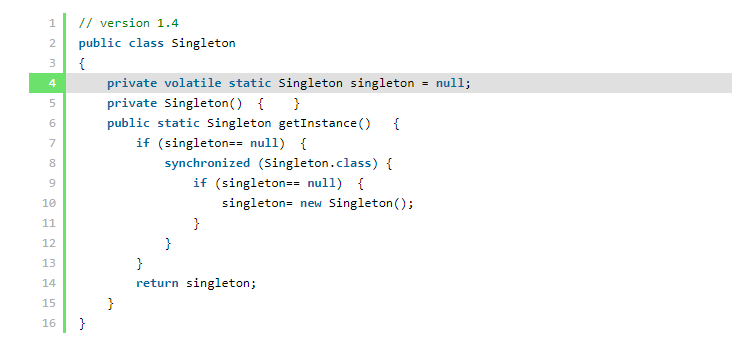 1 // version 1.4
2 public class Singleton
3 {
4     private volatile static Singleton singleton = null;
5     private Singleton()  {    }
6     public static Singleton getInstance()   {
7         if (singleton== null)  {
8             synchronized (Singleton.class) {
9                 if (singleton== null)  {
10                     singleton= new Singleton();
11                 }
12             }
13         }
14         return singleton;
15     }
16 }